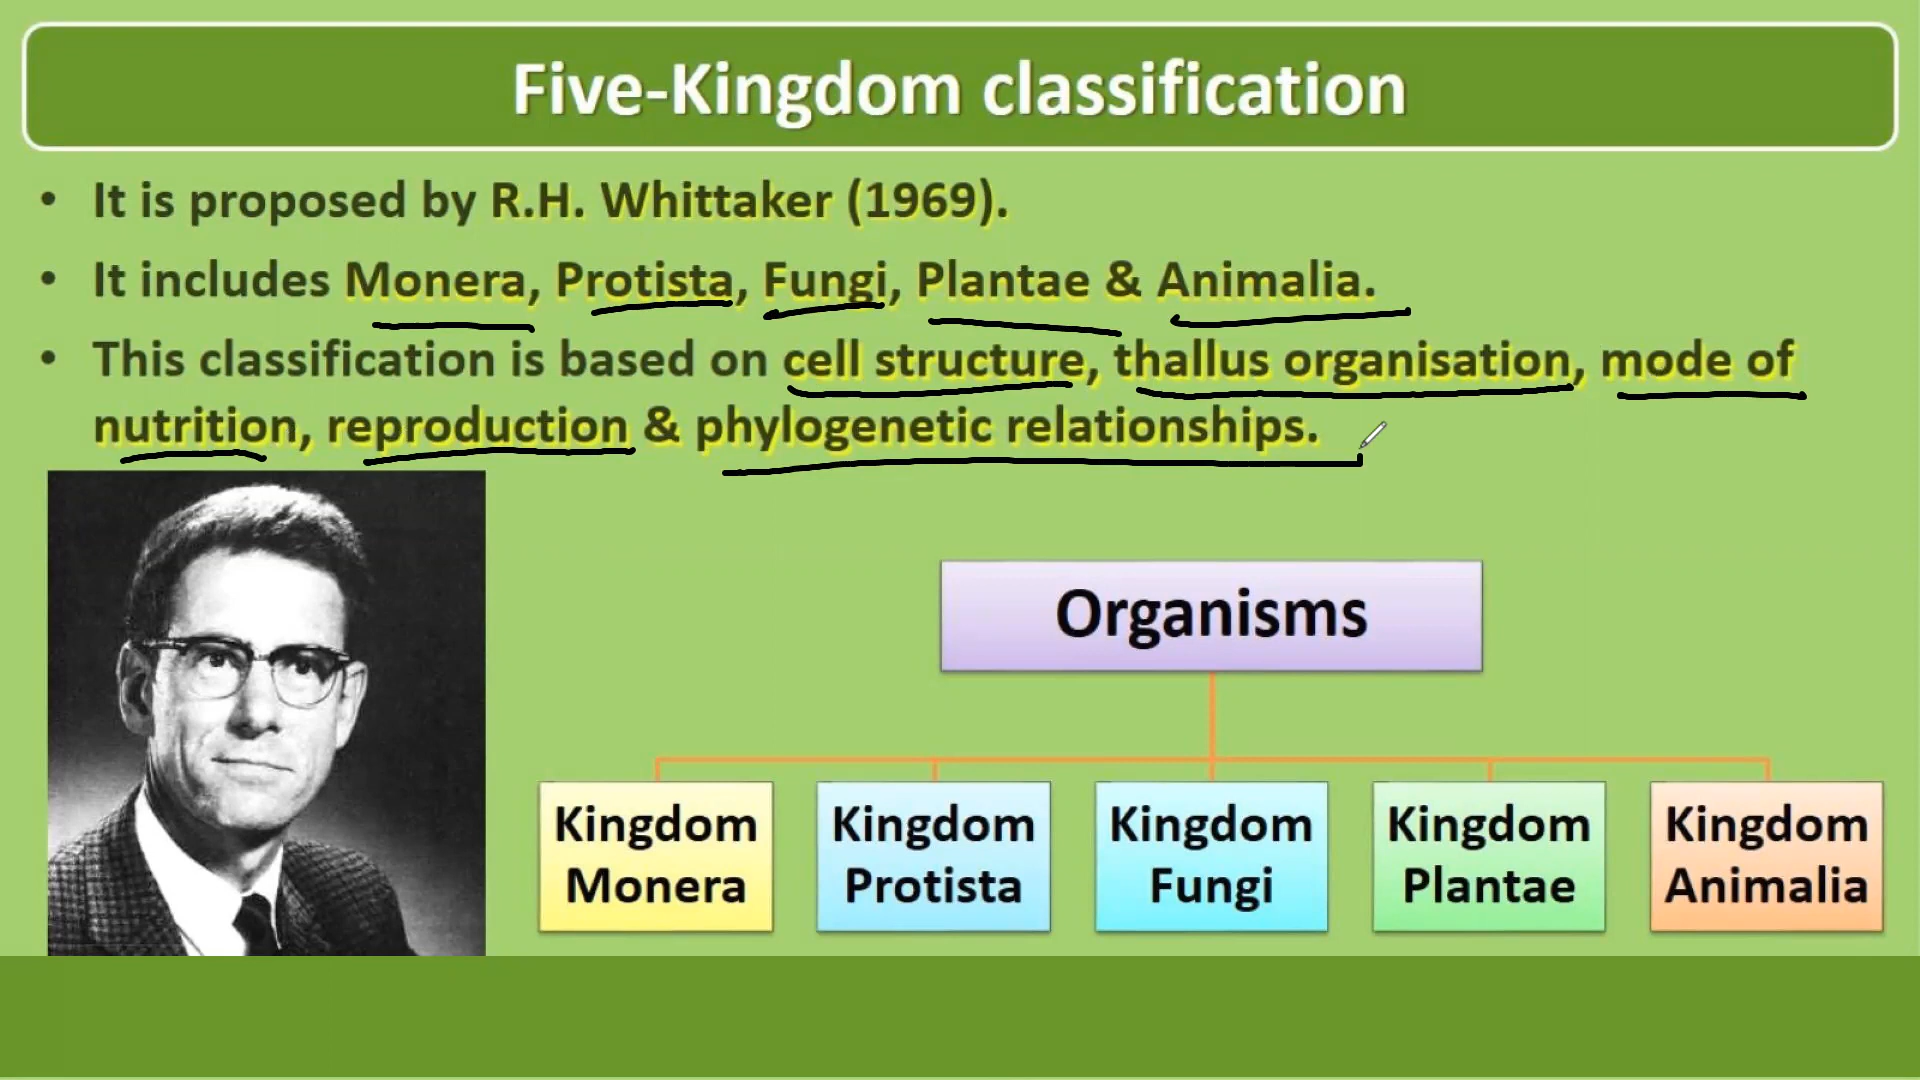 Five-Kingdom classification
• It is proposed by R.H. Whittaker (1969).
• It includes Monera, Protista, Fungi, Plantae & Animalia.
• This classification is based on cell structure, thallus organisation, mode of
nutrition, reproduction & phylogenetic relationships.
Organisms
Kingdom
Monera
Kingdom
Protista
Kingdom
Fungi
Kingdom
Plantae
Kingdom
Animalia